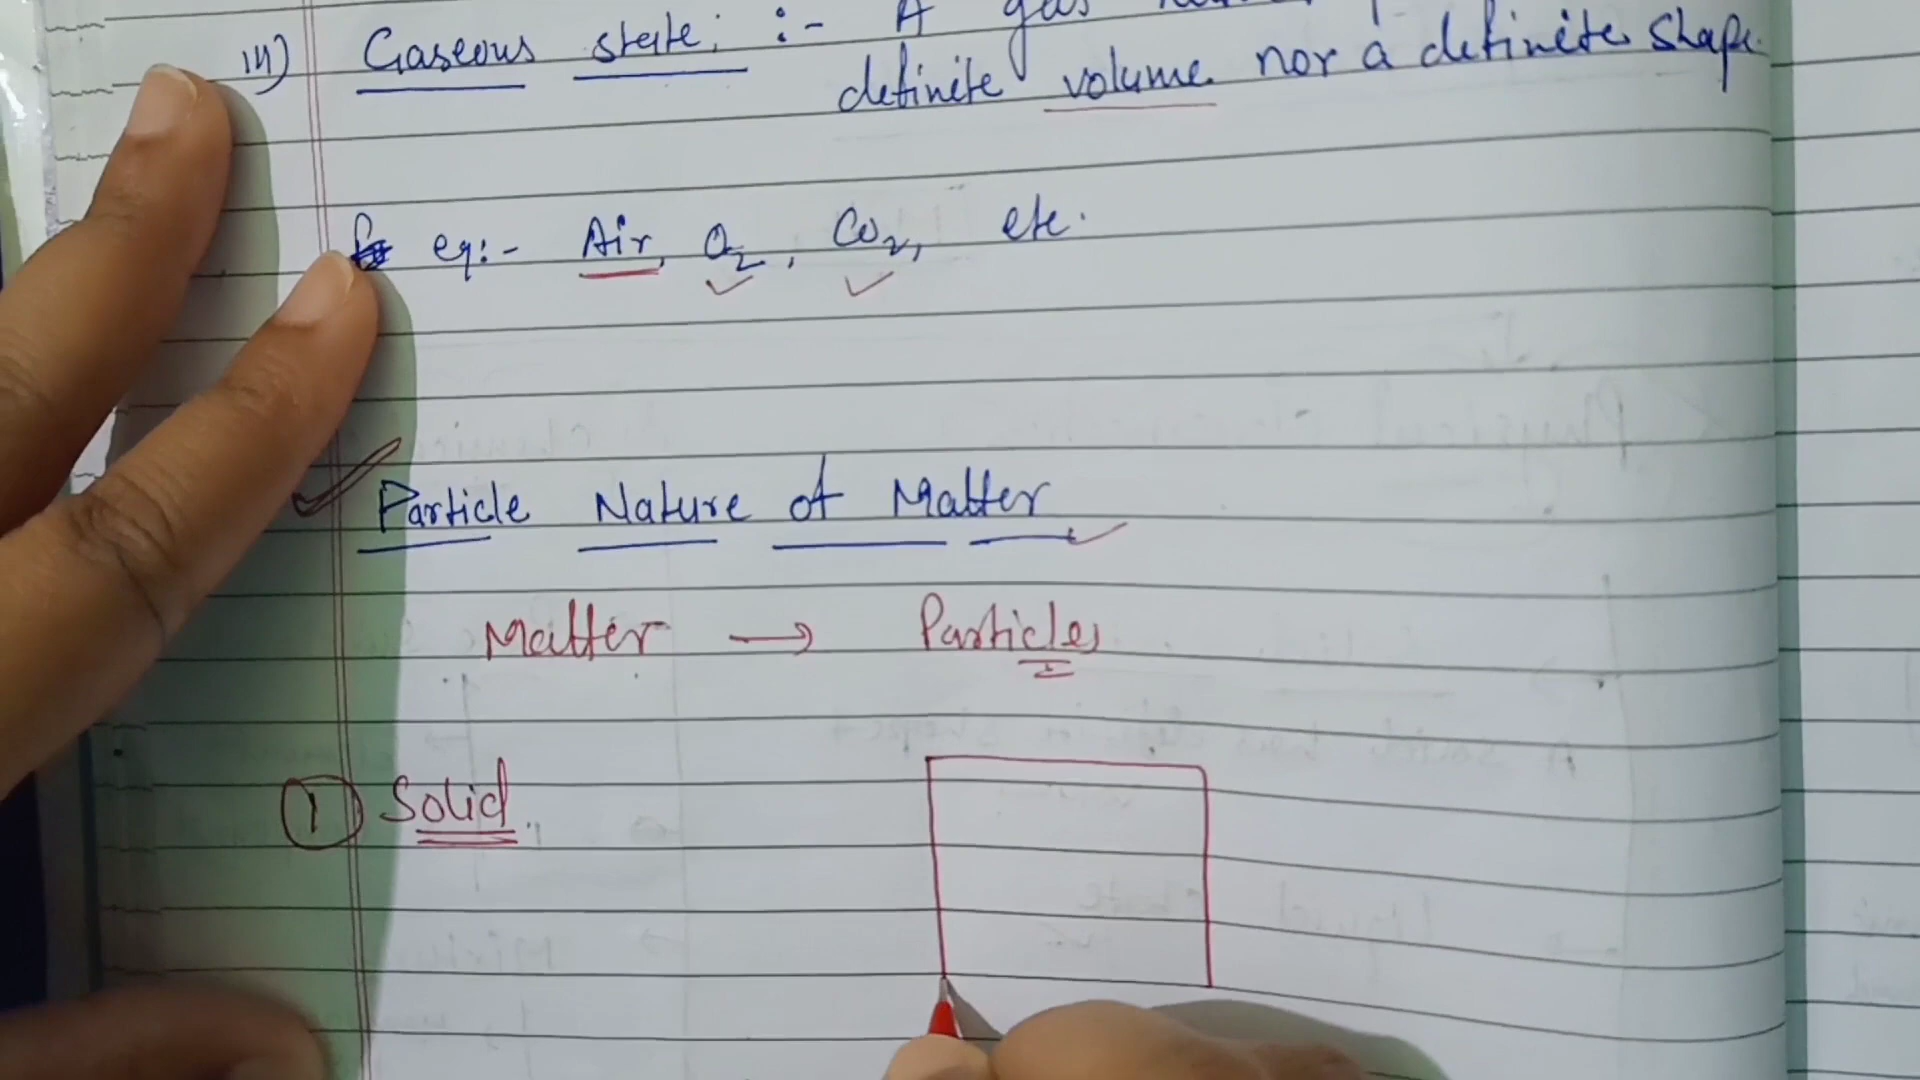 iii) Gaseous state :- A gas
definite volume nor a definite shape.
eg:- Air, O2, CO2, etc.
Particle Nature of Matter
Matter → Particles
1 Solid